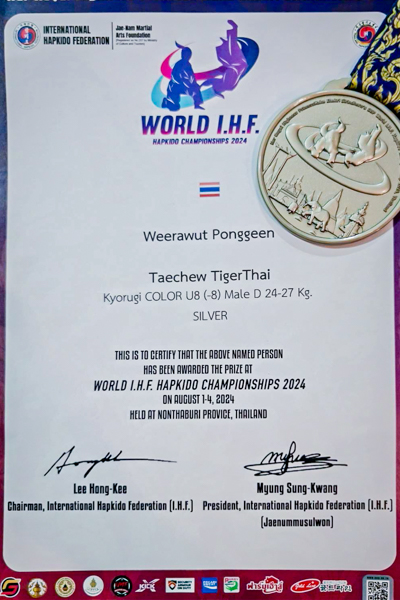 INTERNATIONAL
HAPKIDO FEDERATION
Jae-Nam Martial
Arts Foundation
WORLD I.H.F.
HAPKIDO CHAMPIONSHIPS 2024
Weerawut Ponggeen
Taechew TigerThai
Kyorugi COLOR U8 (-8) Male D 24-27 Kg.
SILVER
THIS IS TO CERTIFY THAT THE ABOVE NAMED PERSON
HAS BEEN AWARDED THE PRIZE AT
WORLD I.H.F. HAPKIDO CHAMPIONSHIPS 2024
ON AUGUST 1-4, 2024
HELD AT NONTHABURI PROVICE, THAILAND
Lee Hong-Kee
Chairman, International Hapkido Federation (I.H.F.)
Myung Sung-Kwang
President, International Hapkido Federation (I.H.F.)
(Jaenummusulwon)
KICK